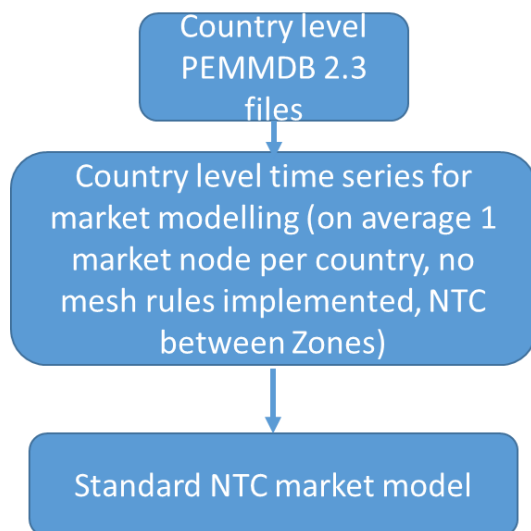 Country level
PEMMDB 2.3
files
Country level time series for
market modelling (on average 1
market node per country, no
mesh rules implemented, NTC
between Zones)
Standard NTC market model